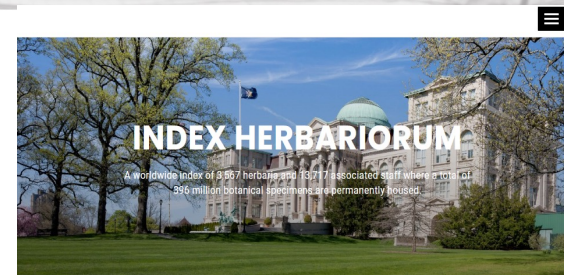 INDEX HERBARIORUM
A worldwide index of 3,567 herbaria and 13,717 associated staff where a total of
396 million botanical specimens are permanently housed.